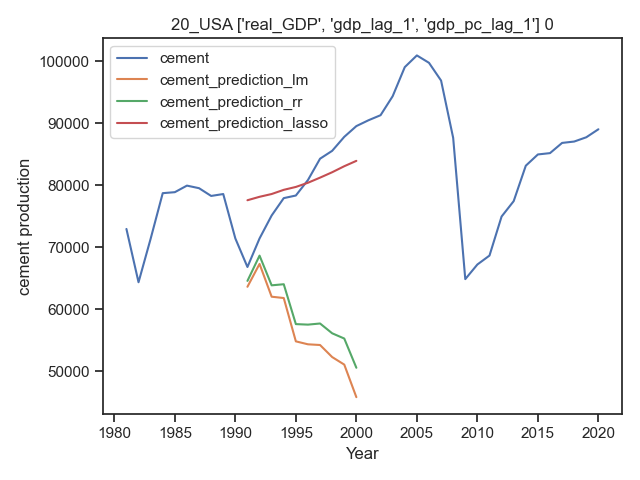 20_USA ['real_GDP', 'gdp_lag_1', 'gdp_pc_lag_1'] 0
cement
cement_prediction_lm
cement_prediction_rr
cement_prediction_lasso
100000
90000
80000
70000
60000
50000
cement production
1980 1985 1990 1995 2000 2005 2010 2015 2020
Year